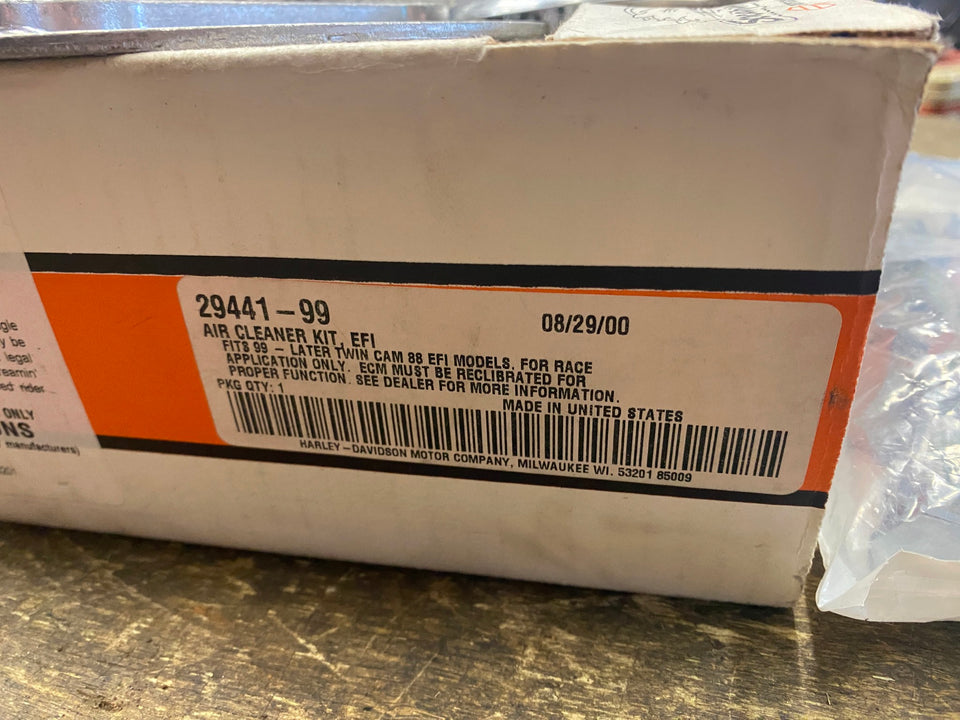 29441-99
08/29/00
AIR CLEANER KIT, EFI
FITS 99 - LATER TWIN CAM 88 EFI MODELS, FOR RACE
APPLICATION ONLY. ECM MUST BE RECLIBRATED FOR
PROPER FUNCTION. SEE DEALER FOR MORE INFORMATION.
PKG QTY: 1
MADE IN UNITED STATES
HARLEY-DAVIDSON MOTOR COMPANY, MILWAUKEE WI. 53201 85009
y be
legal
reamin'
ed rider
ONLY
NS
manufacturers)